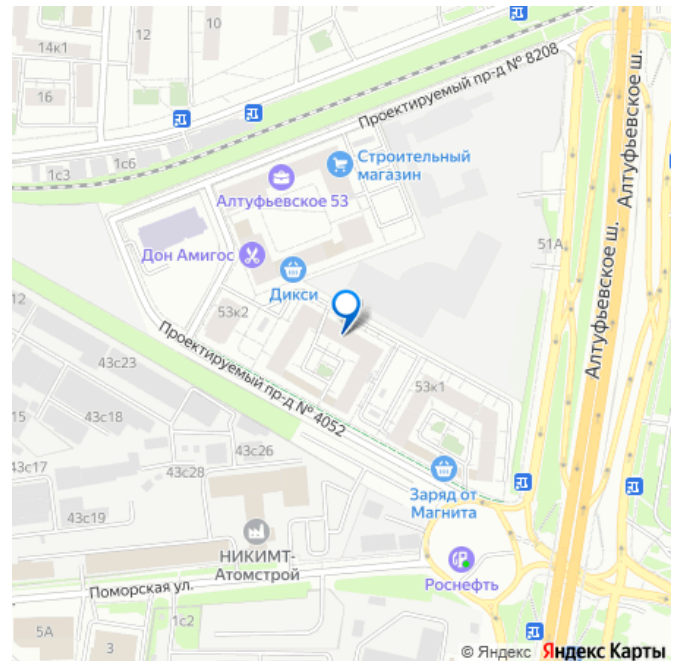 14к1
12
10
16
1с3
1с6
Проектируемый пр-д № 8208
Алтуфьевское ш.
Алтуфьевское ш.
Строительный
магазин
Алтуфьевское 53
51А
Дон Амигос
Дикси
53к2
12
43с23
Проектируемый пр-д № 4052
53к1
15
43с18
43с17
43с28
43с26
Заряд от
Магнита
43с19
НИКИМТ-
Атомстрой
Роснефть
Поморская ул.
1с2
5А
3
© Яндекс Яндекс Карты